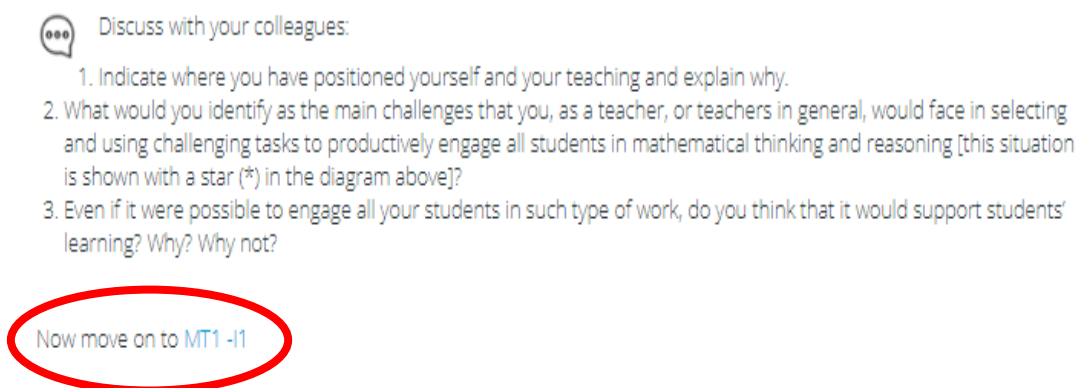 Discuss with your colleagues:
1. Indicate where you have positioned yourself and your teaching and explain why.
2. What would you identify as the main challenges that you, as a teacher, or teachers in general, would face in selecting
and using challenging tasks to productively engage all students in mathematical thinking and reasoning [this situation
is shown with a star (*) in the diagram above]?
3. Even if it were possible to engage all your students in such type of work, do you think that it would support students'
learning? Why? Why not?
Now move on to MT1 -I1